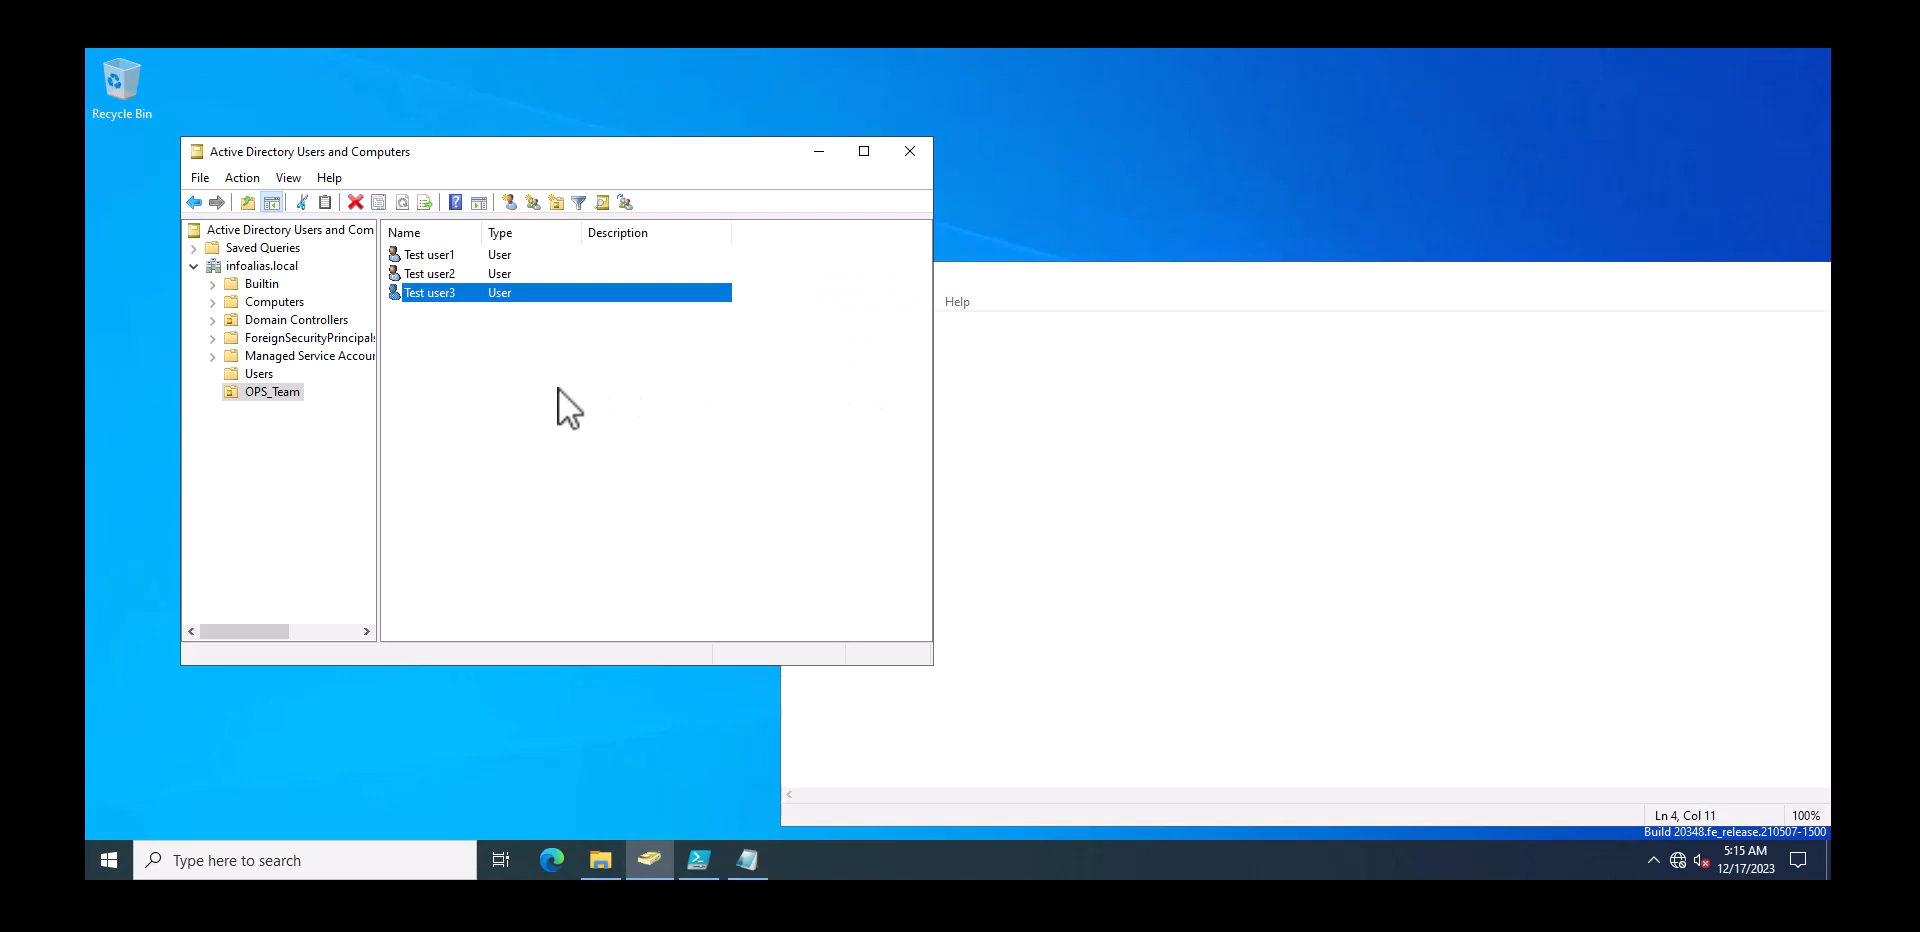 Recycle Bin
Active Directory Users and Computers
File Action View Help
Active Directory Users and Com
Saved Queries
infoalias.local
Builtin
Computers
Domain Controllers
ForeignSecurityPrincipals
Managed Service Accour
Users
OPS_Team
Name Type Description
Test user1 User
Test user2 User
Test user3 User
Help
Ln 4, Col 11 100%
Build 20348.fe_release.210507-1500
Type here to search
5:15 AM
12/17/2023